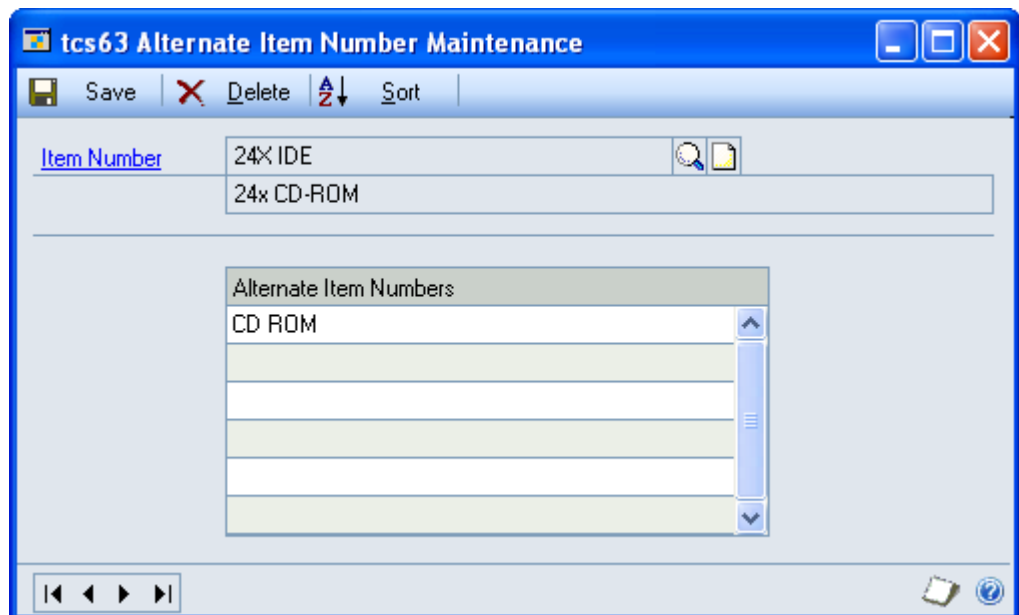 tcs63 Alternate Item Number Maintenance
Save Delete Sort
Item Number 24X IDE
24x CD-ROM
Alternate Item Numbers
CD ROM